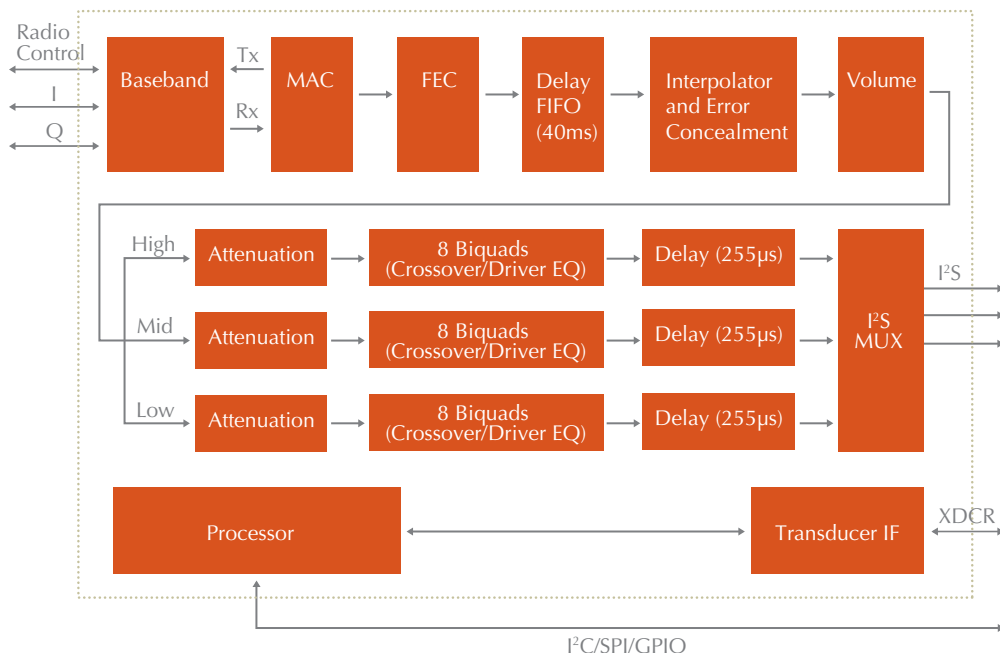 Radio
Control
I
Q
Baseband
Tx
Rx
MAC
FEC
Delay
FIFO
(40ms)
Interpolator
and Error
Concealment
Volume
High
Attenuation
8 Biquads
(Crossover/Driver EQ)
Delay (255μs)
Mid
Attenuation
8 Biquads
(Crossover/Driver EQ)
Delay (255μs)
Low
Attenuation
8 Biquads
(Crossover/Driver EQ)
Delay (255μs)
I²S
MUX
I²S
Processor
Transducer IF
XDCR
I²C/SPI/GPIO